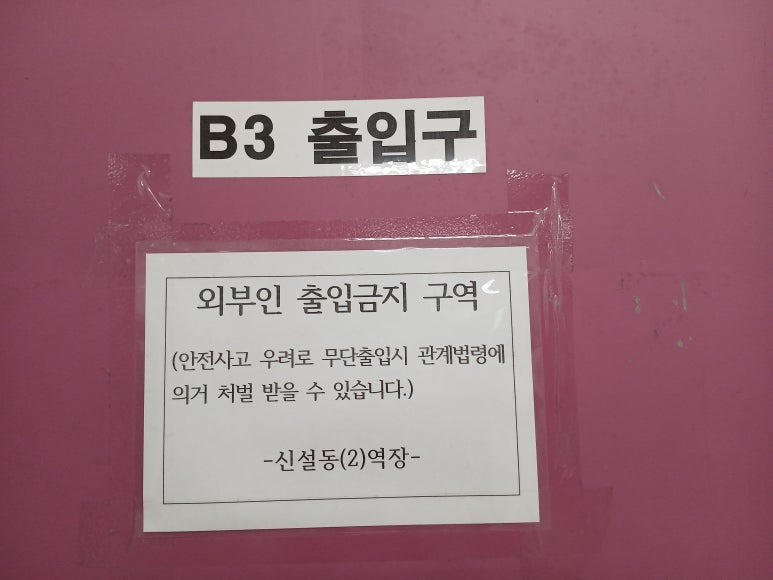 B3 출입구
외부인 출입금지 구역
(안전사고 우려로 무단출입시 관계법령에
의거 처벌 받을 수 있습니다.)
-신설동(2)역장-